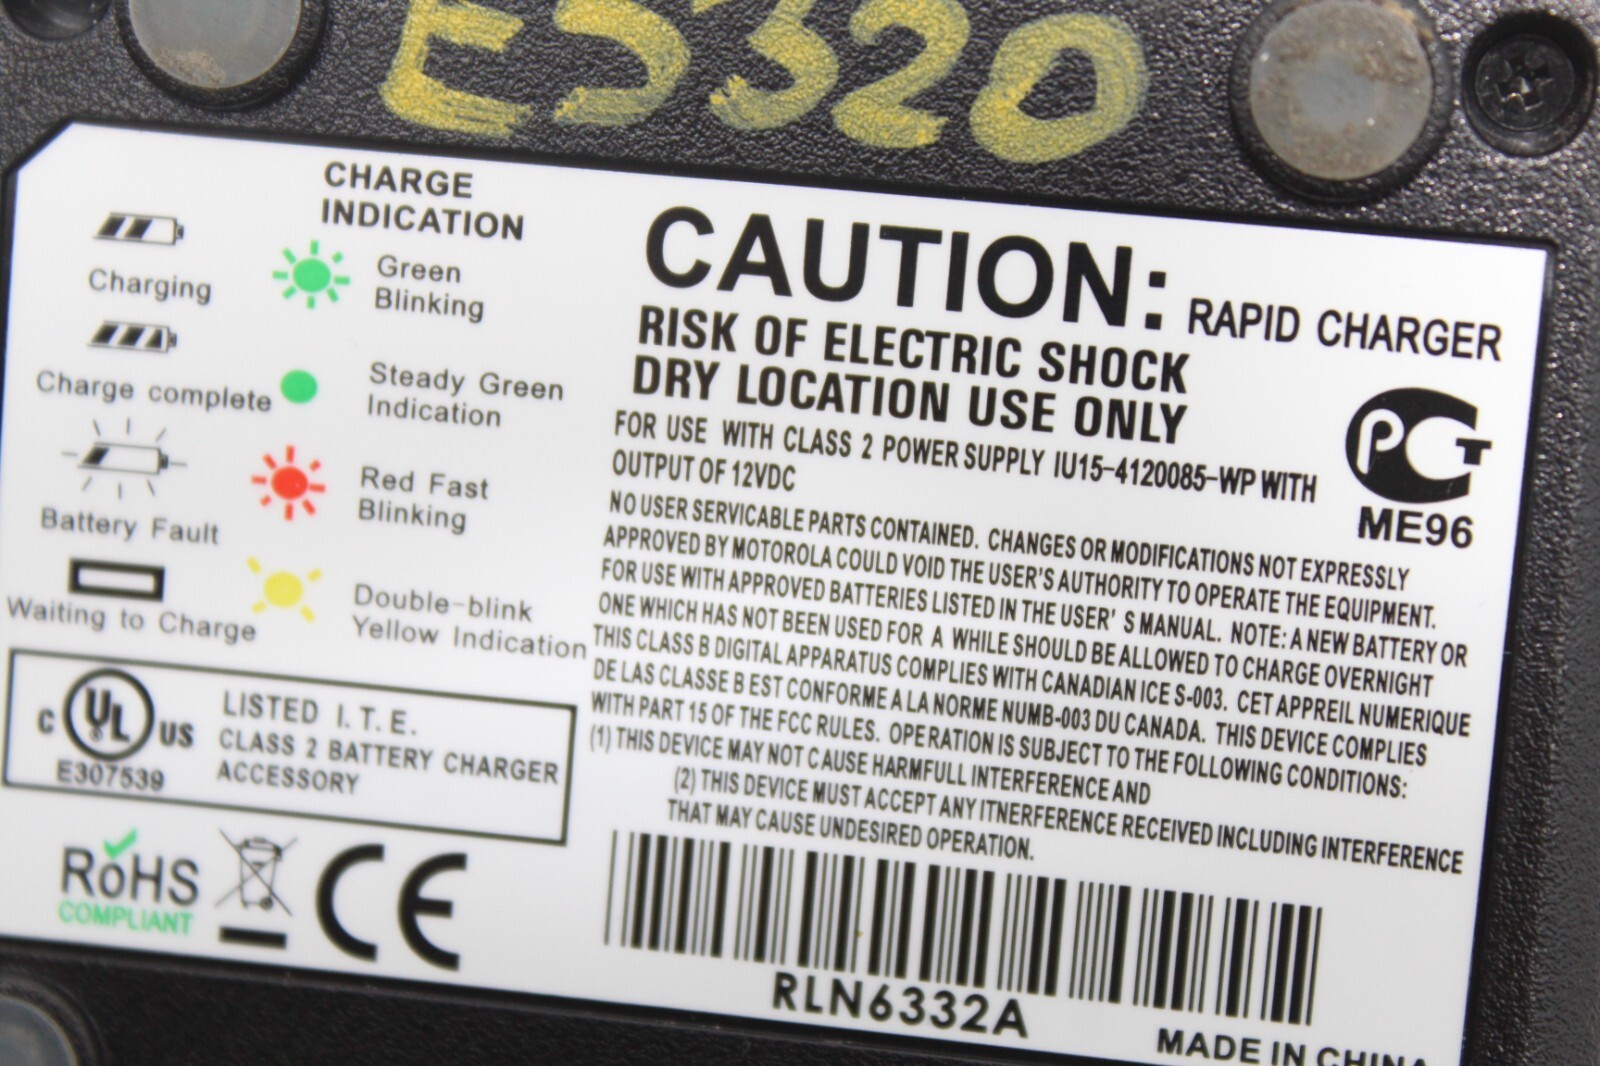 E5320
CHARGE
INDICATION
Charging
Green
Blinking
Charge complete
Steady Green
Indication
Battery Fault
Red Fast
Blinking
Waiting to Charge
Double-blink
Yellow Indication
C UL US
E307539
LISTED I.T.E.
CLASS 2 BATTERY CHARGER
ACCESSORY
RoHS
COMPLIANT
CE
CAUTION: RAPID CHARGER
RISK OF ELECTRIC SHOCK
DRY LOCATION USE ONLY
FOR USE WITH CLASS 2 POWER SUPPLY IU15-4120085-WP WITH
OUTPUT OF 12VDC
PCT
ME96
NO USER SERVICABLE PARTS CONTAINED. CHANGES OR MODIFICATIONS NOT EXPRESSLY
APPROVED BY MOTOROLA COULD VOID THE USER'S AUTHORITY TO OPERATE THE EQUIPMENT.
FOR USE WITH APPROVED BATTERIES LISTED IN THE USER' S MANUAL. NOTE: A NEW BATTERY OR
ONE WHICH HAS NOT BEEN USED FOR A WHILE SHOULD BE ALLOWED TO CHARGE OVERNIGHT
THIS CLASS B DIGITAL APPARATUS COMPLIES WITH CANADIAN ICE S-003. CET APPREIL NUMERIQUE
DE LAS CLASSE B EST CONFORME A LA NORME NUMB-003 DU CANADA. THIS DEVICE COMPLIES
WITH PART 15 OF THE FCC RULES. OPERATION IS SUBJECT TO THE FOLLOWING CONDITIONS:
(1) THIS DEVICE MAY NOT CAUSE HARMFULL INTERFERENCE AND
(2) THIS DEVICE MUST ACCEPT ANY ITNERFERENCE RECEIVED INCLUDING INTERFERENCE
THAT MAY CAUSE UNDESIRED OPERATION.
RLN6332A
MADE IN CHINA